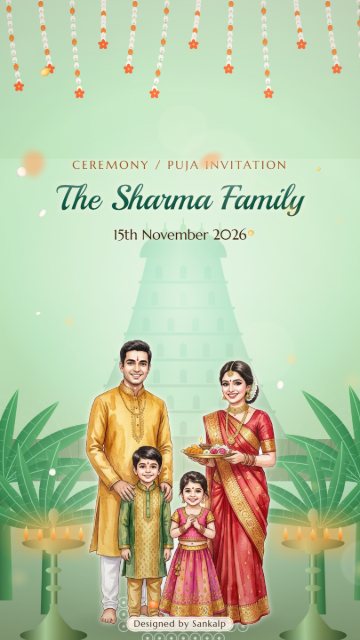 CEREMONY / PUJA INVITATION
The Sharma Family
15th November 2026
Designed by Sankalp